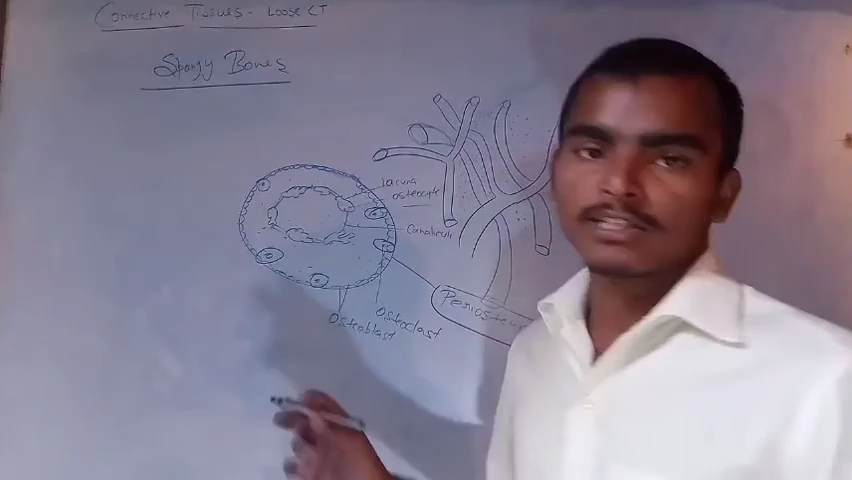 Connective Tissues - Loose CT
Spongy Bones
lacuna
osteocyte
Canaliculi
Osteoclast
Osteoblast
Periosteum